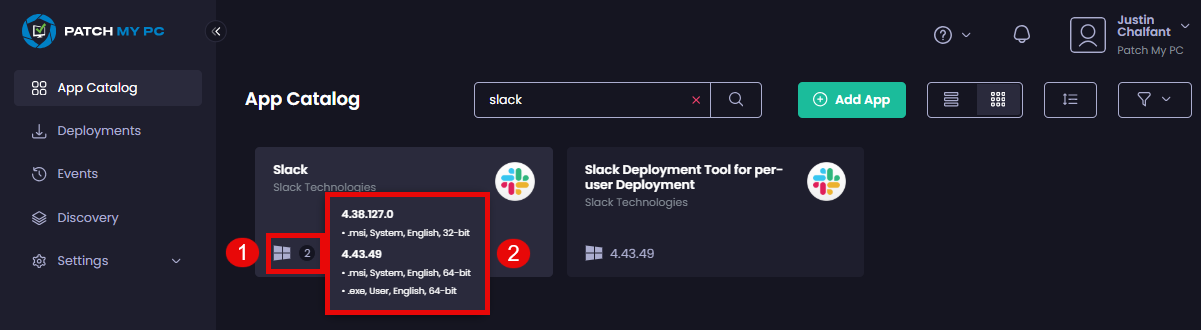 PATCH MY PC
Justin
Chalfant
Patch My PC
App Catalog
Deployments
Events
Discovery
Settings
App Catalog
slack
Add App
Slack
Slack Technologies
1
2
4.38.127.0
• .msi, System, English, 32-bit
4.43.49
• .msi, System, English, 64-bit
• .exe, User, English, 64-bit
2
Slack Deployment Tool for per-
user Deployment
Slack Technologies
4.43.49